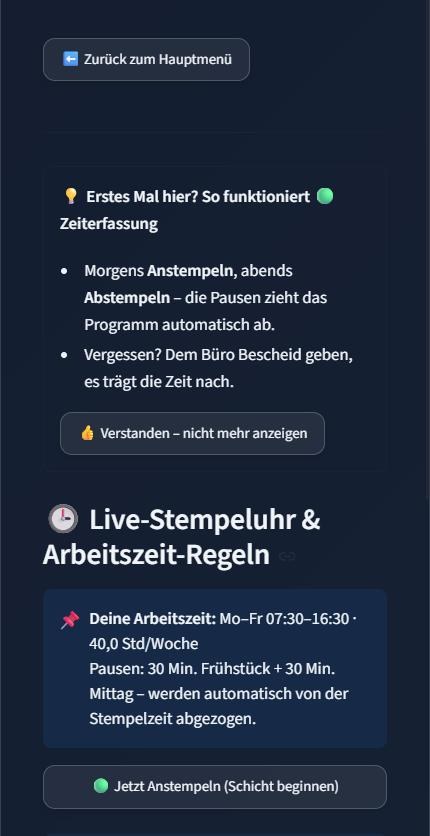 ⬅️ Zurück zum Hauptmenü
💡 Erstes Mal hier? So funktioniert 🟢
Zeiterfassung
• Morgens Anstempeln, abends
Abstempeln – die Pausen zieht das
Programm automatisch ab.
• Vergessen? Dem Büro Bescheid geben,
es trägt die Zeit nach.
👍 Verstanden – nicht mehr anzeigen
🕒 Live-Stempeluhr &
Arbeitszeit-Regeln
📌 Deine Arbeitszeit: Mo–Fr 07:30–16:30 ·
40,0 Std/Woche
Pausen: 30 Min. Frühstück + 30 Min.
Mittag – werden automatisch von der
Stempelzeit abgezogen.
🟢 Jetzt Anstempeln (Schicht beginnen)